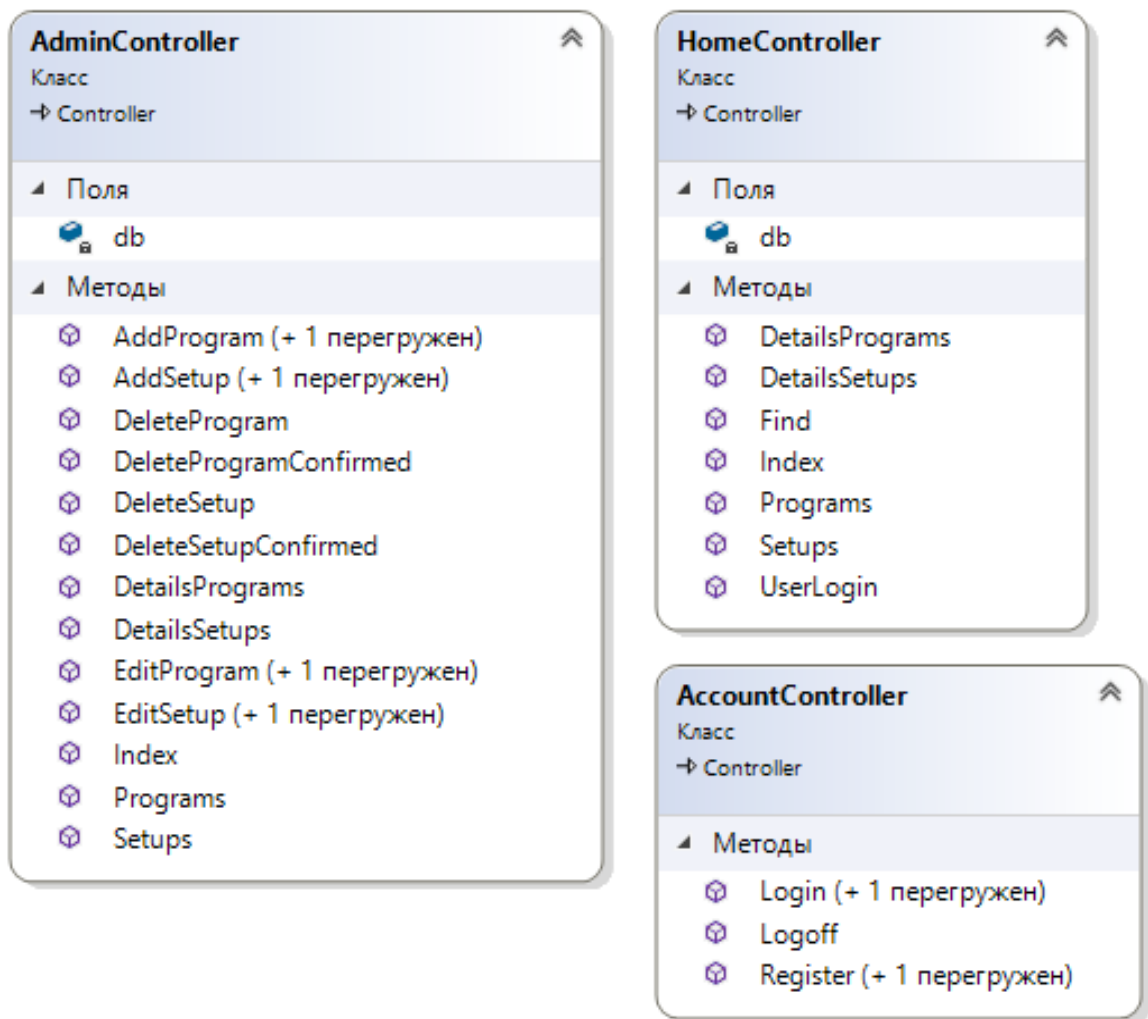 AdminController
Класс
Controller
Поля
db
Методы
AddProgram (+ 1 перегружен)
AddSetup (+ 1 перегружен)
DeleteProgram
DeleteProgramConfirmed
DeleteSetup
DeleteSetupConfirmed
DetailsPrograms
DetailsSetups
EditProgram (+ 1 перегружен)
EditSetup (+ 1 перегружен)
Index
Programs
Setups
HomeController
Класс
Controller
Поля
db
Методы
DetailsPrograms
DetailsSetups
Find
Index
Programs
Setups
UserLogin
AccountController
Класс
Controller
Методы
Login (+ 1 перегружен)
Logoff
Register (+ 1 перегружен)